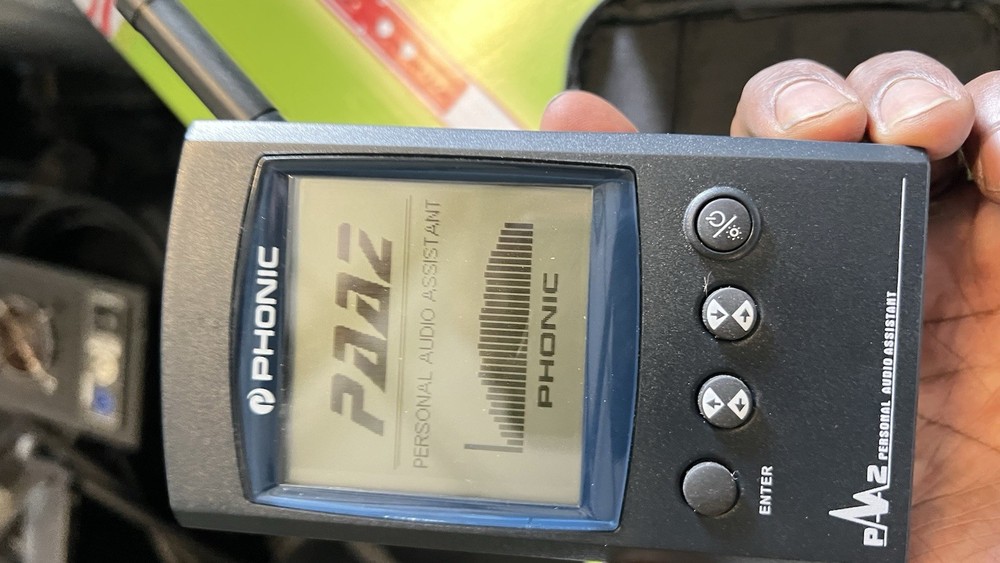 PHONIC
PAA2
PERSONAL AUDIO ASSISTANT
PHONIC
ENTER
PAA2 PERSONAL AUDIO ASSISTANT